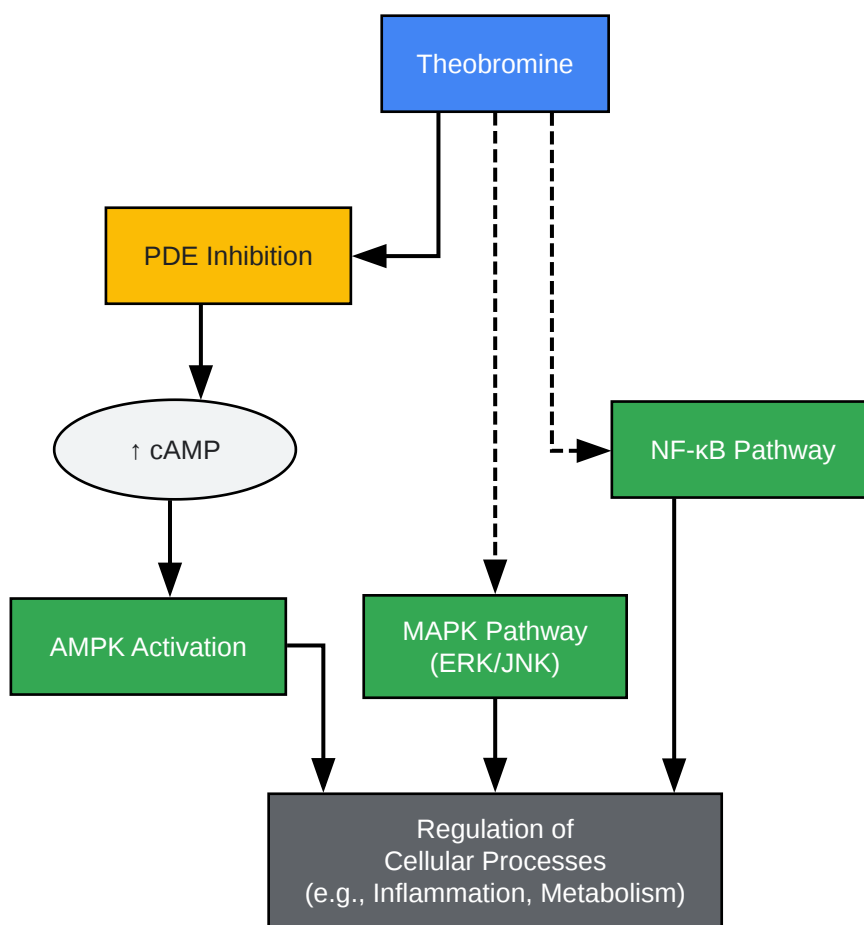 Theobromine
PDE Inhibition
↑ cAMP
NF-κB Pathway
AMPK Activation
MAPK Pathway
(ERK/JNK)
Regulation of
Cellular Processes
(e.g., Inflammation, Metabolism)